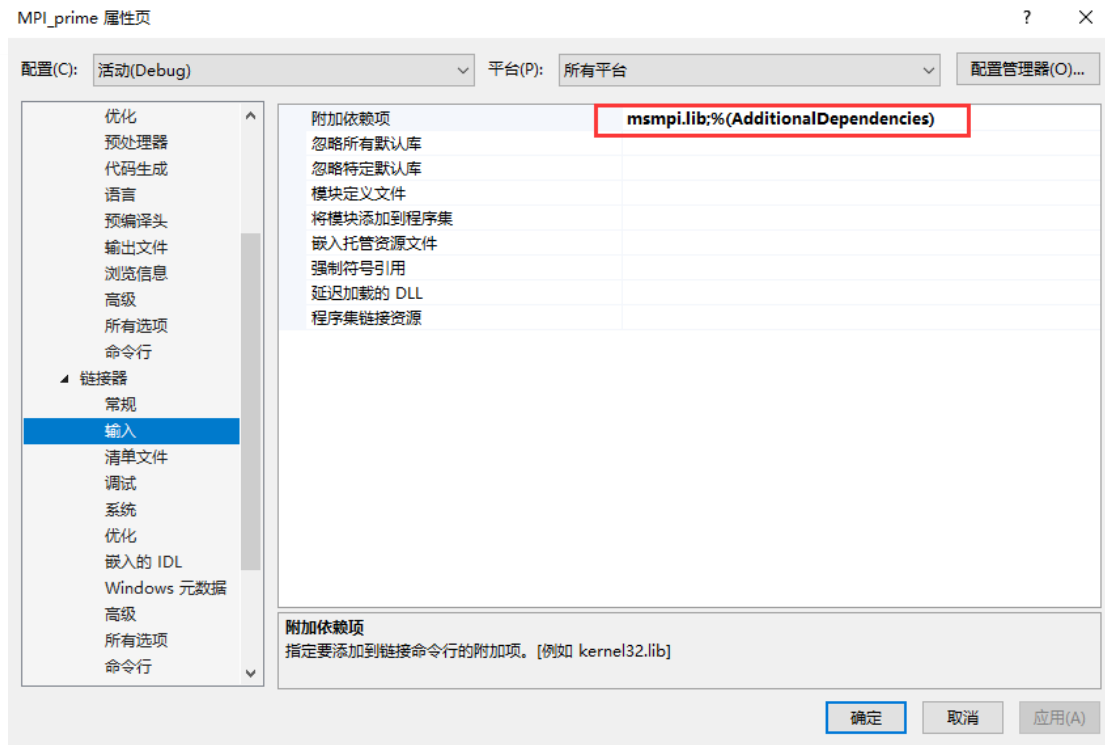 MPI_prime 属性页
?
配置(C):
活动(Debug)
平台(P):
所有平台
配置管理器(O)...
优化
预处理器
代码生成
语言
预编译头
输出文件
浏览信息
高级
所有选项
命令行
链接器
常规
输入
清单文件
调试
系统
优化
嵌入的 IDL
Windows 元数据
高级
所有选项
命令行
附加依赖项
msmpi.lib;%(AdditionalDependencies)
忽略所有默认库
忽略特定默认库
模块定义文件
将模块添加到程序集
嵌入托管资源文件
强制符号引用
延迟加载的 DLL
程序集链接资源
附加依赖项
指定要添加到链接命令行的附加项。[例如 kernel32.lib]
确定
取消
应用(A)